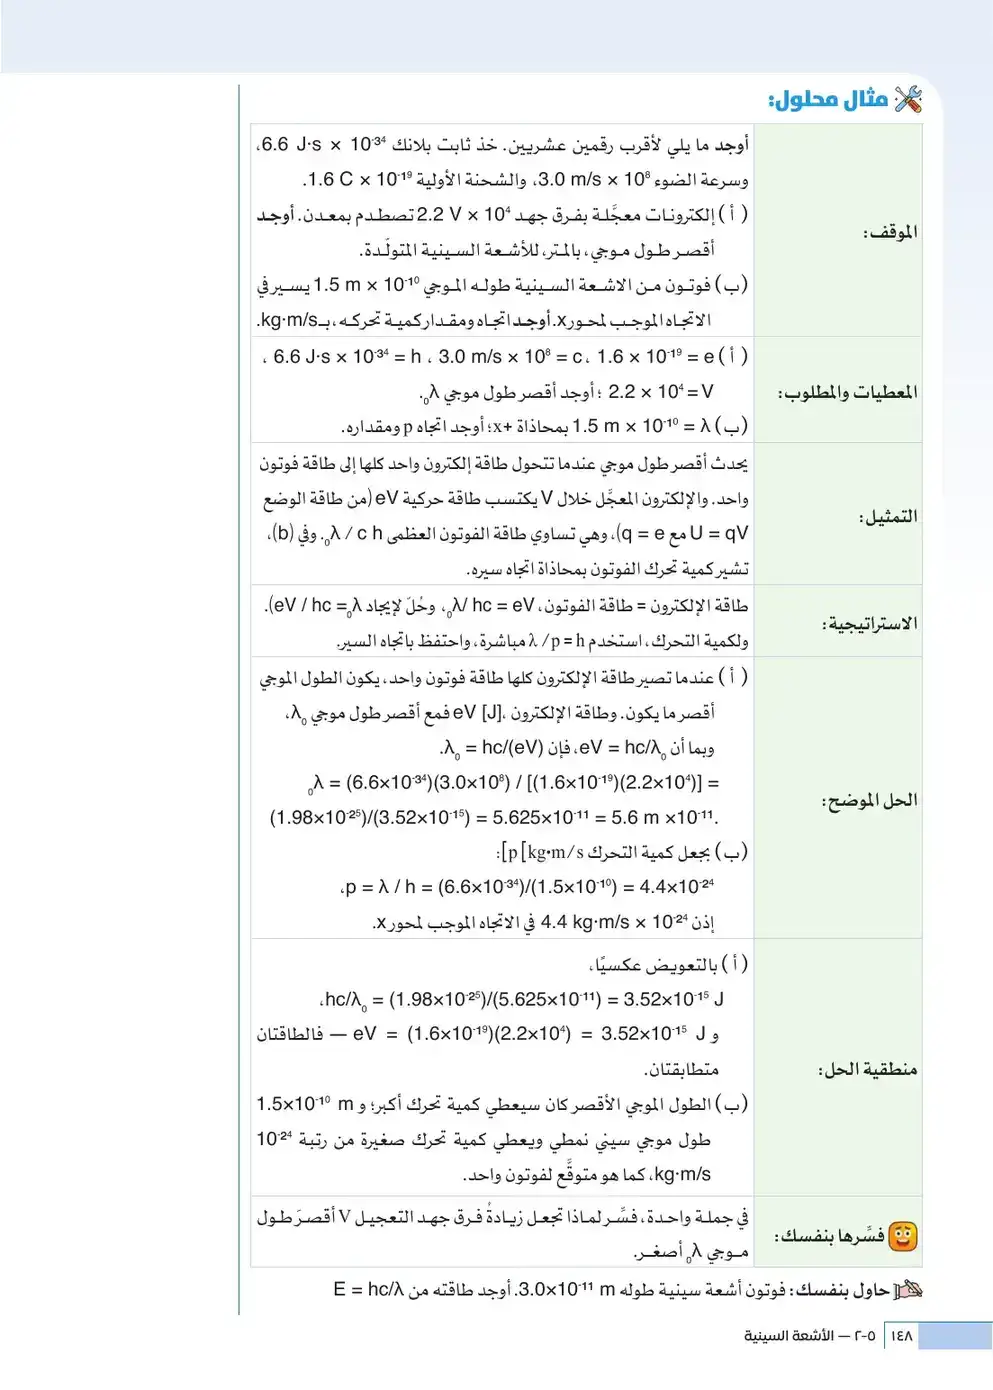 مثال محلول:
الموقف:
أوجد ما يلي لأقرب رقمين عشريين. خذ ثابت بلانك 6.6 J·s × 10⁻³⁴،
وسرعة الضوء 3.0 m/s × 10⁸، والشحنة الأولية 1.6 C × 10⁻¹⁹.
( أ ) إلكترونات معجَّلة بفرق جهد 2.2 V × 10⁴ تصطدم بمعدن. أوجد
أقصر طول موجي، بالمتر، للأشعة السينية المتولّدة.
(ب) فوتون من الاشعة السينية طوله الموجي 1.5 m × 10⁻¹⁰ يسير في
الاتجاه الموجب لمحور x. أوجد اتجاه ومقدار كمية تحركه، بـ kg·m/s.
المعطيات والمطلوب:
( أ ) 1.6 × 10⁻¹⁹ = e ، 3.0 m/s × 10⁸ = c ، 6.6 J·s × 10⁻³⁴ = h ،
2.2 × 10⁴ = V ؛ أوجد أقصر طول موجي λ₀.
(ب) 1.5 m × 10⁻¹⁰ = λ بمحاذاة +x؛ أوجد اتجاه p ومقداره.
التمثيل:
يحدث أقصر طول موجي عندما تتحول طاقة إلكترون واحد كلها إلى طاقة فوتون
واحد. والإلكترون المعجَّل خلال V يكتسب طاقة حركية eV (من طاقة الوضع
U = qV مع q = e)، وهي تساوي طاقة الفوتون العظمى λ₀ / c h. وفي (b)،
تشير كمية تحرك الفوتون بمحاذاة اتجاه سيره.
الاستراتيجية:
طاقة الإلكترون = طاقة الفوتون، λ₀/ hc = eV، وحُلّ لإيجاد λ₀= eV / hc).
ولكمية التحرك، استخدم λ / p = h مباشرة، واحتفظ باتجاه السير.
الحل الموضح:
( أ ) عندما تصير طاقة الإلكترون كلها طاقة فوتون واحد، يكون الطول الموجي
أقصر ما يكون. وطاقة الإلكترون eV [J]، فمع أقصر طول موجي λ₀،
وبما أن eV = hc/λ₀، فإن λ₀ = hc/(eV).
λ₀ = (6.6×10⁻³⁴)(3.0×10⁸) / [(1.6×10⁻¹⁹)(2.2×10⁴)] =
(1.98×10⁻²⁵)/(3.52×10⁻¹⁵) = 5.625×10⁻¹¹ = 5.6 m ×10⁻¹¹.
(ب) بجعل كمية التحرك p [kg·m/s]:
p = λ / h = (6.6×10⁻³⁴)/(1.5×10⁻¹⁰) = 4.4×10⁻²⁴،
إذن 4.4 kg·m/s × 10⁻²⁴ في الاتجاه الموجب لمحور x.
منطقية الحل:
( أ ) بالتعويض عكسيًا،
hc/λ₀ = (1.98×10⁻²⁵)/(5.625×10⁻¹¹) = 3.52×10⁻¹⁵ J،
و eV = (1.6×10⁻¹⁹)(2.2×10⁴) = 3.52×10⁻¹⁵ J — فالطاقتان
متطابقتان.
(ب) الطول الموجي الأقصر كان سيعطي كمية تحرك أكبر؛ و 1.5×10⁻¹⁰ m
طول موجي سيني نمطي ويعطي كمية تحرك صغيرة من رتبة 10⁻²⁴
kg·m/s، كما هو متوقَّع لفوتون واحد.
فسِّرها بنفسك:
في جملة واحدة، فسِّر لماذا تجعل زيادةُ فرق جهد التعجيل V أقصرَ طول
موجي λ₀ أصغر.
حاول بنفسك: فوتون أشعة سينية طوله 3.0×10⁻¹¹ m. أوجد طاقته من E = hc/λ
١٤٨ ٥-٢ — الأشعة السينية